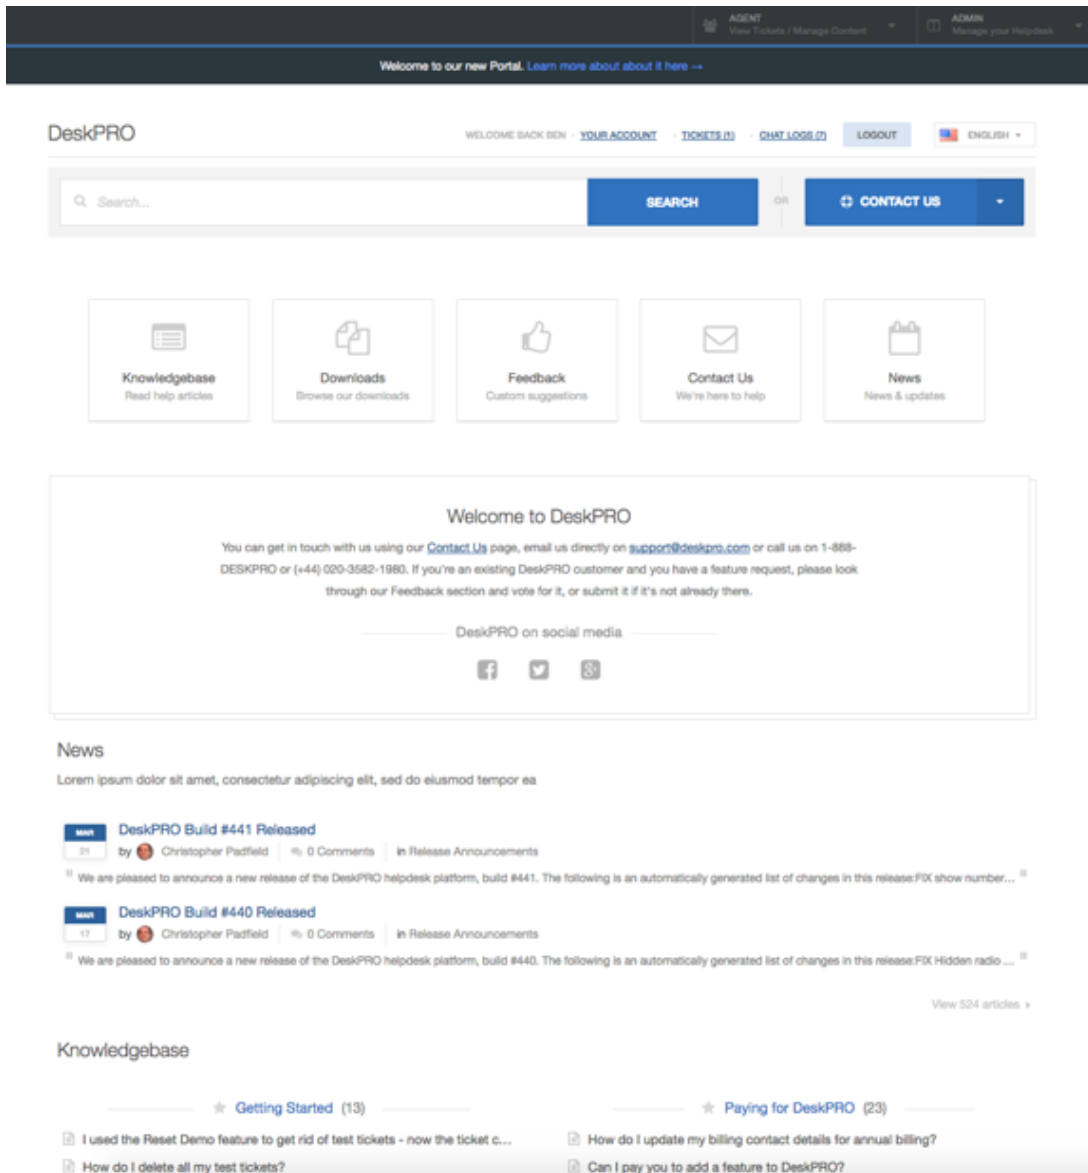 AGENT
View Tickets / Manage Content
ADMIN
Manage your Helpdesk
Welcome to our new Portal. Learn more about about it here →
DeskPRO
WELCOME BACK BEN
YOUR ACCOUNT
TICKETS (1)
CHAT LOGS (7)
LOGOUT
ENGLISH
Search...
SEARCH
OR
CONTACT US
Knowledgebase
Read help articles
Downloads
Browse our downloads
Feedback
Custom suggestions
Contact Us
We're here to help
News
News & updates
Welcome to DeskPRO
You can get in touch with us using our Contact Us page, email us directly on support@deskpro.com or call us on 1-888-
DESKPRO or (+44) 020-3582-1980. If you're an existing DeskPRO customer and you have a feature request, please look
through our Feedback section and vote for it, or submit it if it's not already there.
DeskPRO on social media
News
Lorem ipsum dolor sit amet, consectetur adipiscing elit, sed do eiusmod tempor ea
MAR
21
DeskPRO Build #441 Released
by Christopher Padfield 0 Comments in Release Announcements
We are pleased to announce a new release of the DeskPRO helpdesk platform, build #441. The following is an automatically generated list of changes in this release:FIX show number...
MAR
17
DeskPRO Build #440 Released
by Christopher Padfield 0 Comments in Release Announcements
We are pleased to announce a new release of the DeskPRO helpdesk platform, build #440. The following is an automatically generated list of changes in this release:FIX Hidden radio ...
View 524 articles
Knowledgebase
Getting Started (13)
I used the Reset Demo feature to get rid of test tickets - now the ticket c...
How do I delete all my test tickets?
Paying for DeskPRO (23)
How do I update my billing contact details for annual billing?
Can I pay you to add a feature to DeskPRO?